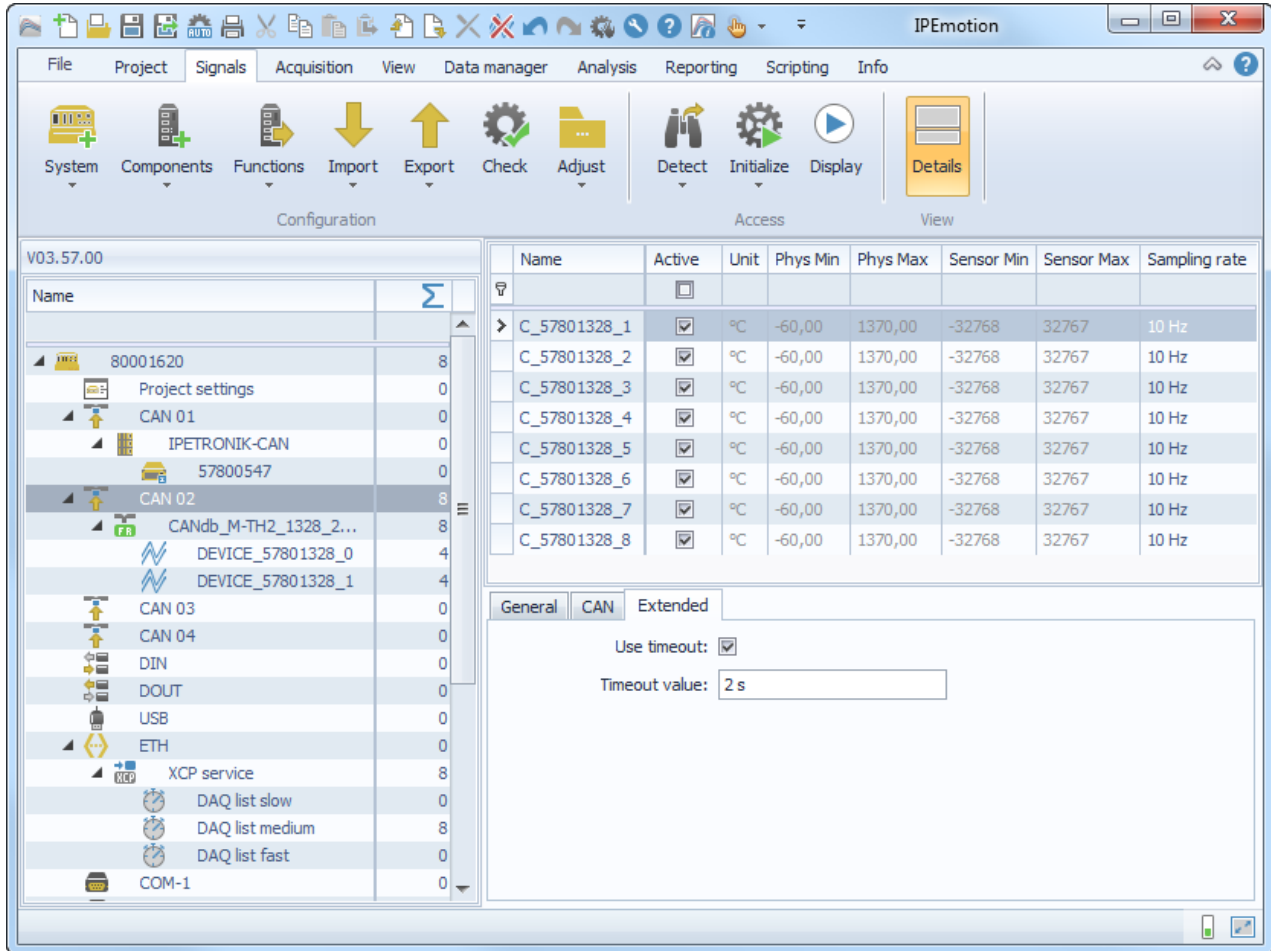 IPEmotion
File Project Signals Acquisition View Data manager Analysis Reporting Scripting Info
System Components Functions Import Export Check Adjust Detect Initialize Display Details
Configuration Access View
V03.57.00
Name
80001620 8
Project settings 0
CAN 01 0
IPETRONIK-CAN 0
57800547 0
CAN 02 8
CANdb_M-TH2_1328_2... 8
DEVICE_57801328_0 4
DEVICE_57801328_1 4
CAN 03 0
CAN 04 0
DIN 0
DOUT 0
USB 0
ETH 0
XCP service 8
DAQ list slow 0
DAQ list medium 8
DAQ list fast 0
COM-1 0
Name Active Unit Phys Min Phys Max Sensor Min Sensor Max Sampling rate
C_57801328_1 °C -60,00 1370,00 -32768 32767 10 Hz
C_57801328_2 °C -60,00 1370,00 -32768 32767 10 Hz
C_57801328_3 °C -60,00 1370,00 -32768 32767 10 Hz
C_57801328_4 °C -60,00 1370,00 -32768 32767 10 Hz
C_57801328_5 °C -60,00 1370,00 -32768 32767 10 Hz
C_57801328_6 °C -60,00 1370,00 -32768 32767 10 Hz
C_57801328_7 °C -60,00 1370,00 -32768 32767 10 Hz
C_57801328_8 °C -60,00 1370,00 -32768 32767 10 Hz
General CAN Extended
Use timeout:
Timeout value: 2 s